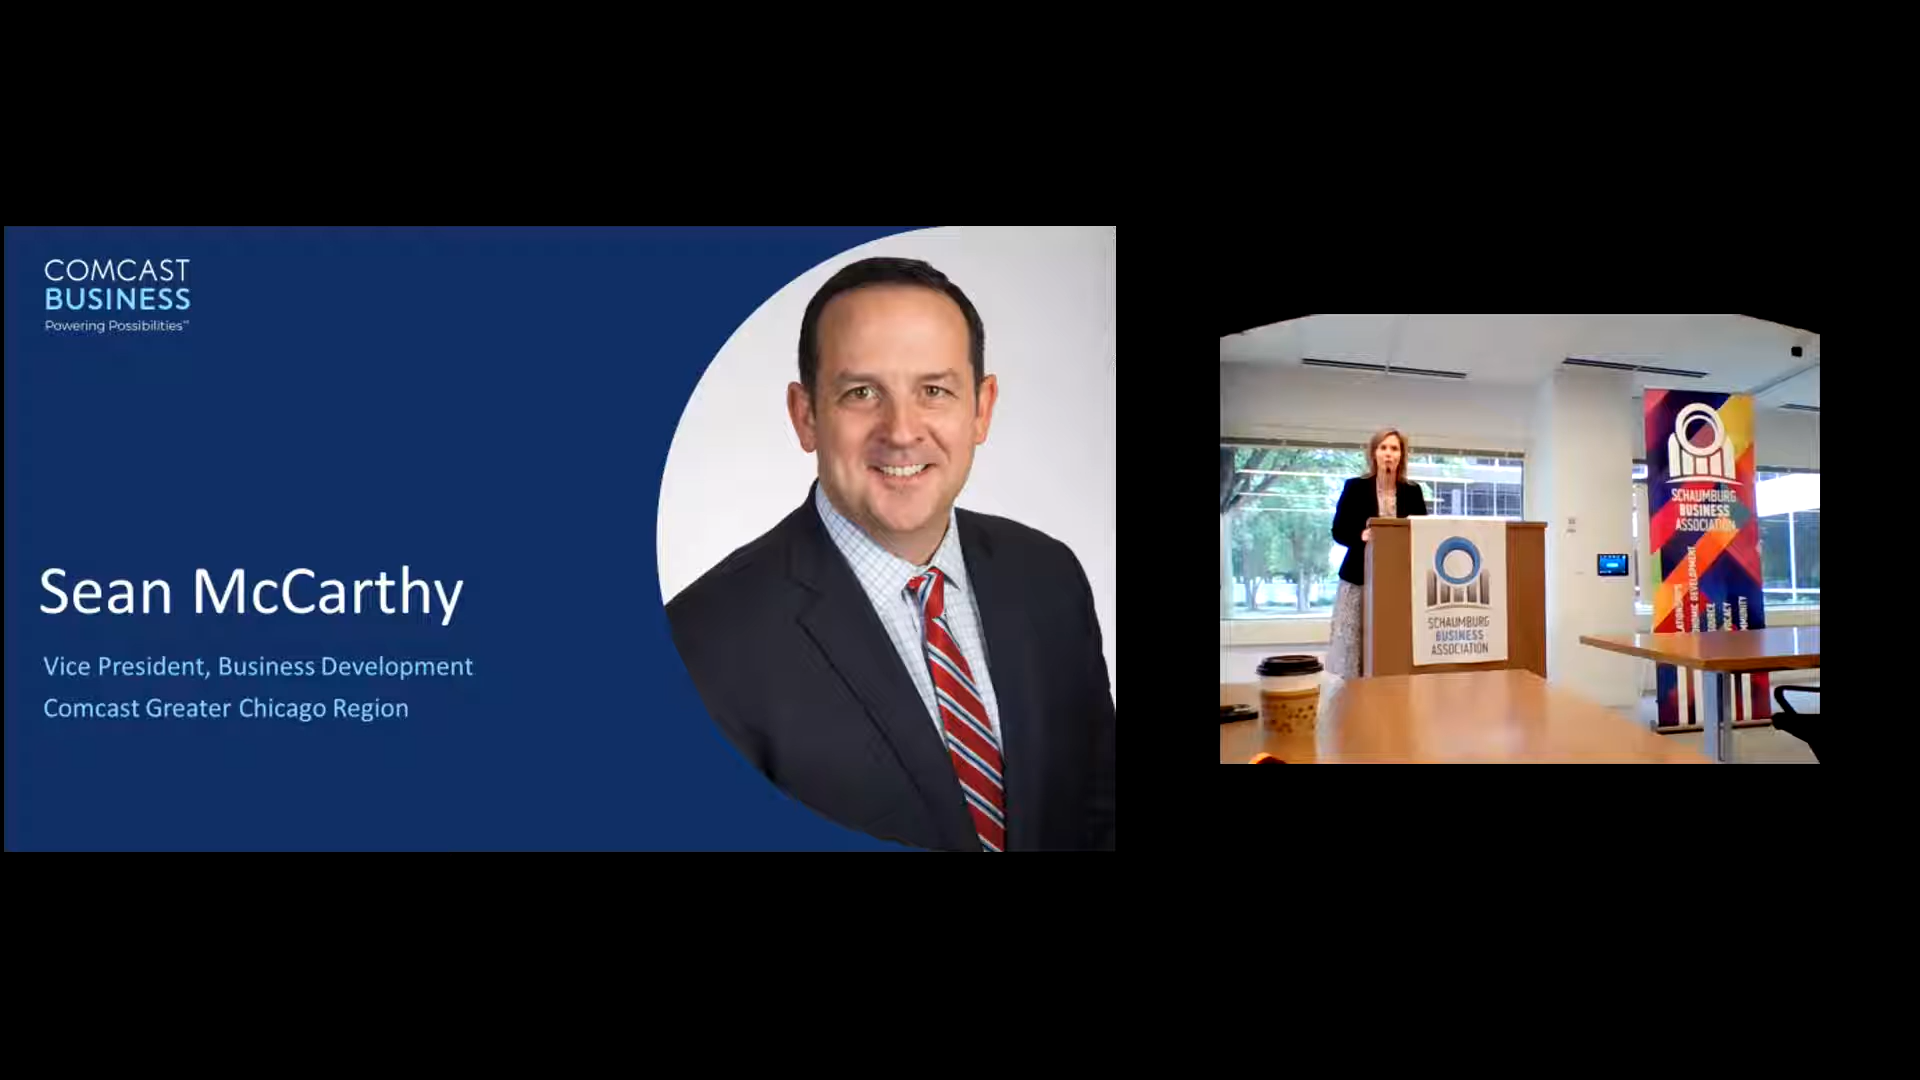 COMCAST
BUSINESS
Powering Possibilities™
Sean McCarthy
Vice President, Business Development
Comcast Greater Chicago Region
SCHAUMBURG
BUSINESS
ASSOCIATION
SCHAUMBURG
BUSINESS
ASSOCIATION